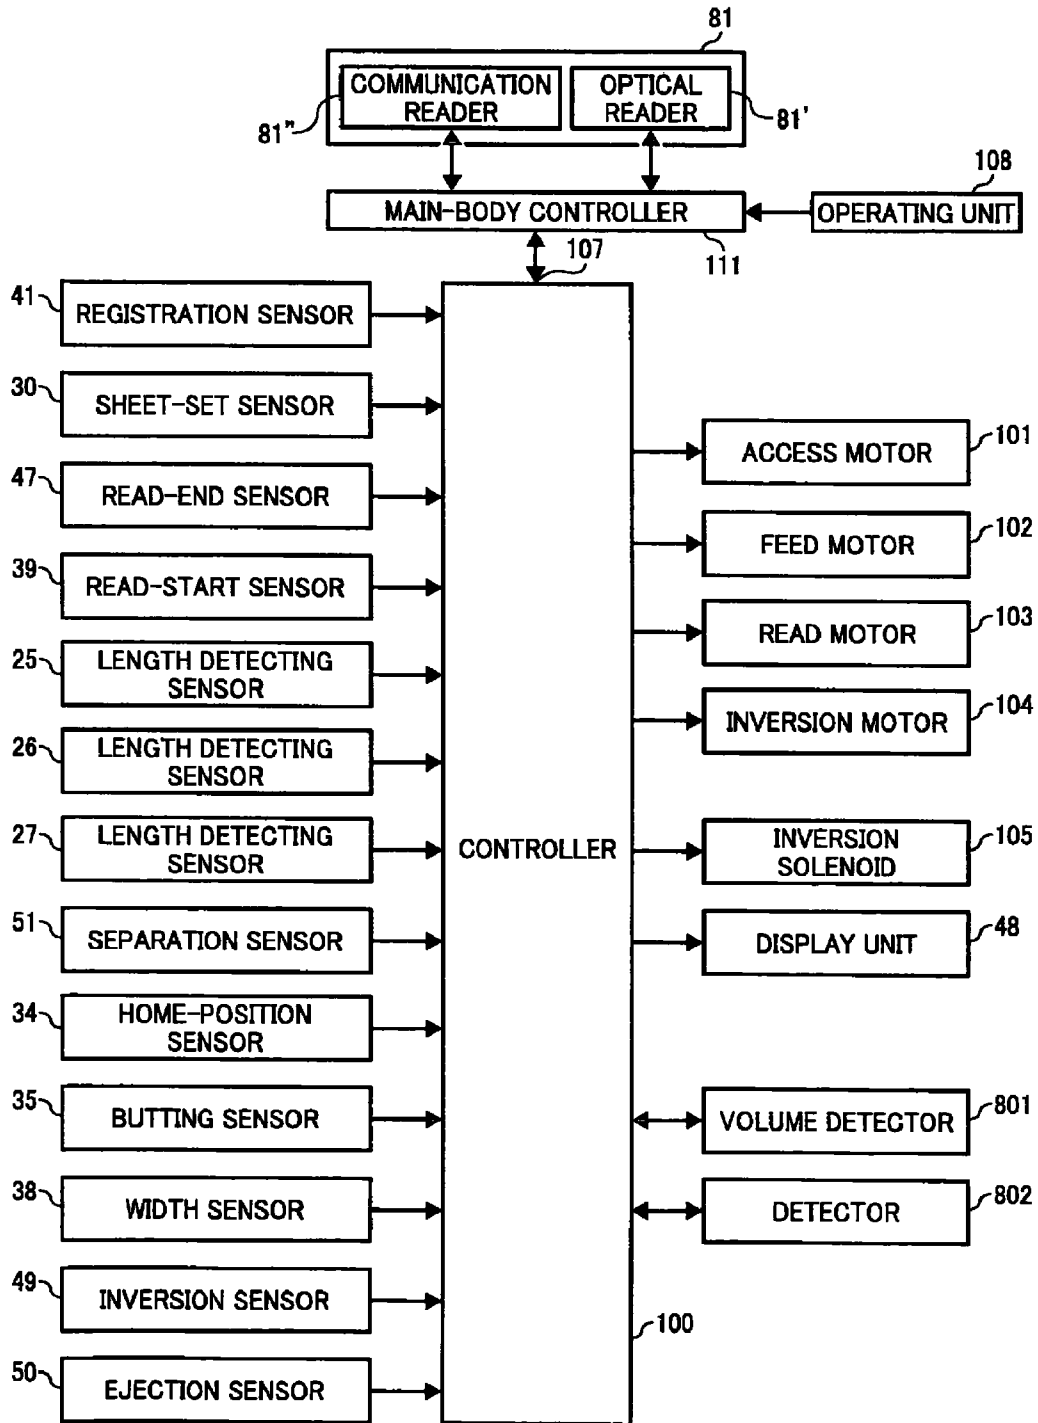 81
COMMUNICATION
READER
OPTICAL
READER
81"
81'
108
MAIN-BODY CONTROLLER
OPERATING UNIT
107
111
41
REGISTRATION SENSOR
30
SHEET-SET SENSOR
47
READ-END SENSOR
39
READ-START SENSOR
25
LENGTH DETECTING
SENSOR
26
LENGTH DETECTING
SENSOR
27
LENGTH DETECTING
SENSOR
51
SEPARATION SENSOR
34
HOME-POSITION
SENSOR
35
BUTTING SENSOR
38
WIDTH SENSOR
49
INVERSION SENSOR
50
EJECTION SENSOR
CONTROLLER
100
ACCESS MOTOR
101
FEED MOTOR
102
READ MOTOR
103
INVERSION MOTOR
104
INVERSION
SOLENOID
105
DISPLAY UNIT
48
VOLUME DETECTOR
801
DETECTOR
802